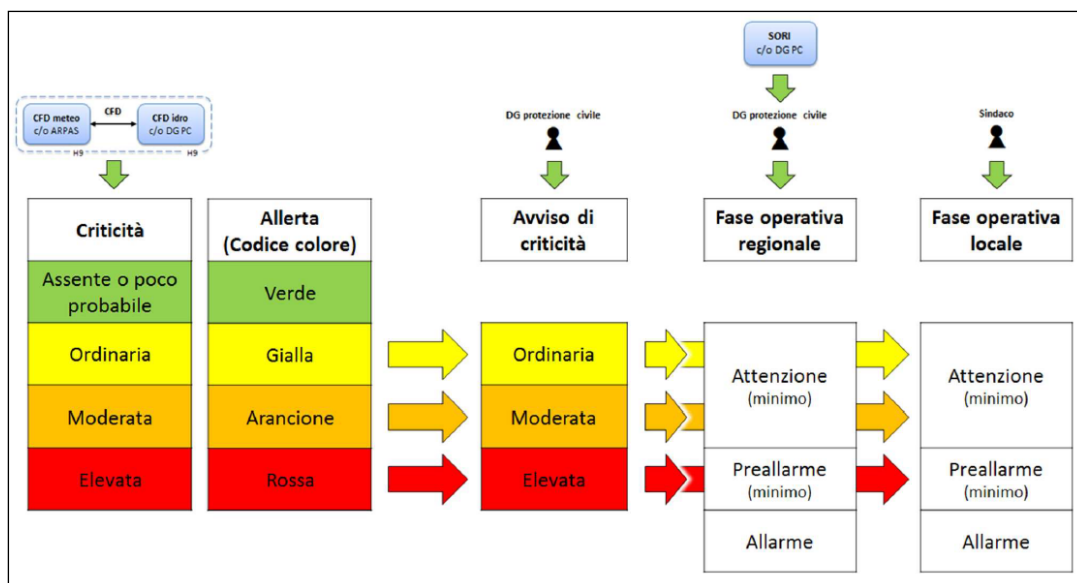 SORI
c/o DG PC
CFD meteo
c/o ARPAS
CFD
CFD idro
c/o DG PC
H9
H9
DG protezione civile
DG protezione civile
Sindaco
Criticità
Allerta
(Codice colore)
Avviso di
criticità
Fase operativa
regionale
Fase operativa
locale
Assente o poco
probabile
Verde
Ordinaria
Gialla
Ordinaria
Attenzione
(minimo)
Attenzione
(minimo)
Moderata
Arancione
Moderata
Elevata
Rossa
Elevata
Preallarme
(minimo)
Preallarme
(minimo)
Allarme
Allarme